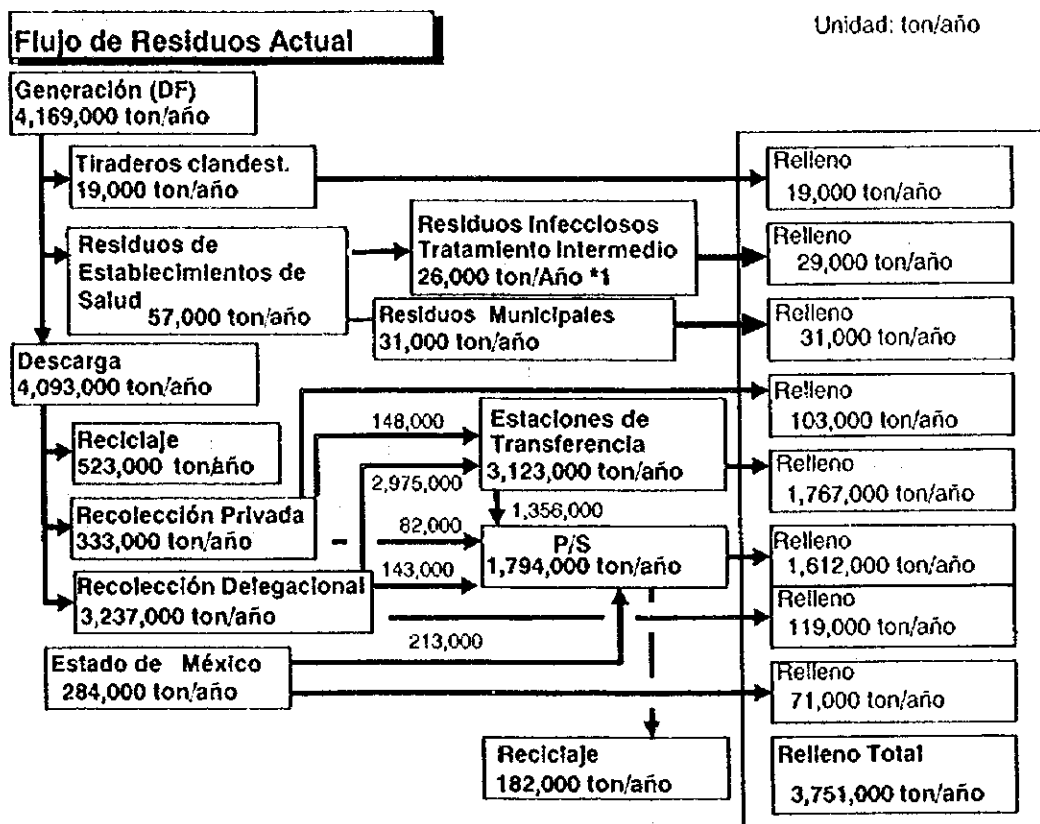 Flujo de Residuos Actual
Unidad: ton/año
Generación (DF)
4,169,000 ton/año
Tiraderos clandest.
19,000 ton/año
Relleno
19,000 ton/año
Residuos de
Establecimientos de
Salud
57,000 ton/año
Residuos Infecciosos
Tratamiento Intermedio
26,000 ton/Año *1
Relleno
29,000 ton/año
Residuos Municipales
31,000 ton/año
Relleno
31,000 ton/año
Descarga
4,093,000 ton/año
Relleno
103,000 ton/año
Reciclaje
523,000 ton/año
148,000
Estaciones de
Transferencia
3,123,000 ton/año
2,975,000
Relleno
1,767,000 ton/año
Recolección Privada
333,000 ton/año
82,000
1,356,000
P/S
1,794,000 ton/año
Relleno
1,612,000 ton/año
Recolección Delegacional
3,237,000 ton/año
143,000
Relleno
119,000 ton/año
213,000
Estado de México
284,000 ton/año
Relleno
71,000 ton/año
Reciclaje
182,000 ton/año
Relleno Total
3,751,000 ton/año